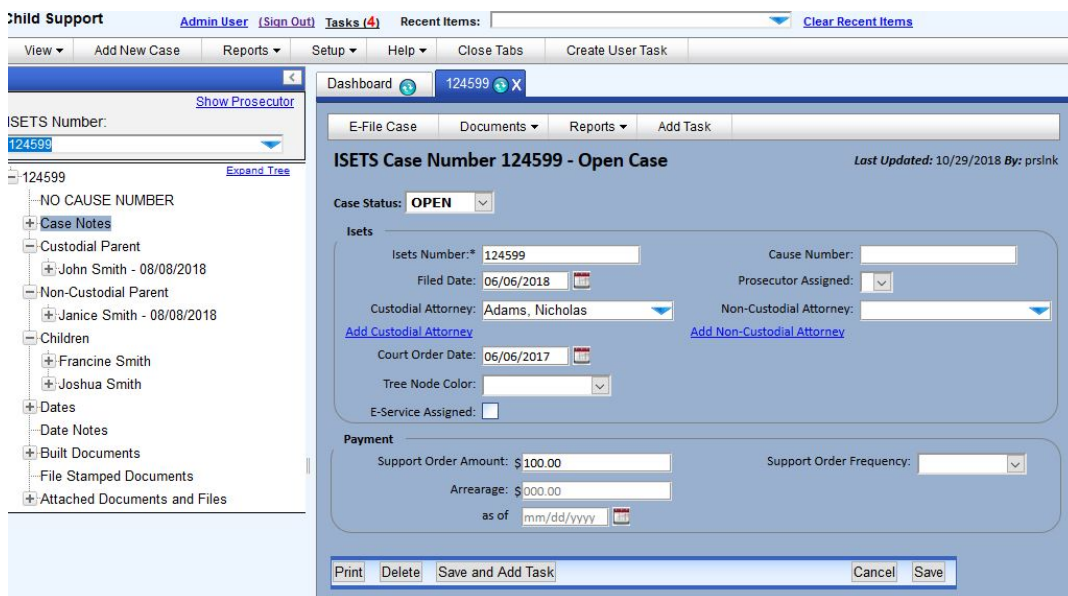 Child Support Admin User (Sign Out) Tasks (4) Recent Items: Clear Recent Items
View Add New Case Reports Setup Help Close Tabs Create User Task
Show Prosecutor
ISETS Number:
124599
Expand Tree
124599
NO CAUSE NUMBER
Case Notes
Custodial Parent
John Smith - 08/08/2018
Non-Custodial Parent
Janice Smith - 08/08/2018
Children
Francine Smith
Joshua Smith
Dates
Date Notes
Built Documents
File Stamped Documents
Attached Documents and Files
Dashboard 124599 X
E-File Case Documents Reports Add Task
ISETS Case Number 124599 - Open Case Last Updated: 10/29/2018 By: prslnk
Case Status: OPEN
Isets
Isets Number:* 124599 Cause Number:
Filed Date: 06/06/2018 Prosecutor Assigned:
Custodial Attorney: Adams, Nicholas Non-Custodial Attorney:
Add Custodial Attorney Add Non-Custodial Attorney
Court Order Date: 06/06/2017
Tree Node Color:
E-Service Assigned:
Payment
Support Order Amount: $ 100.00 Support Order Frequency:
Arrearage: $ 000.00
as of mm/dd/yyyy
Print Delete Save and Add Task Cancel Save